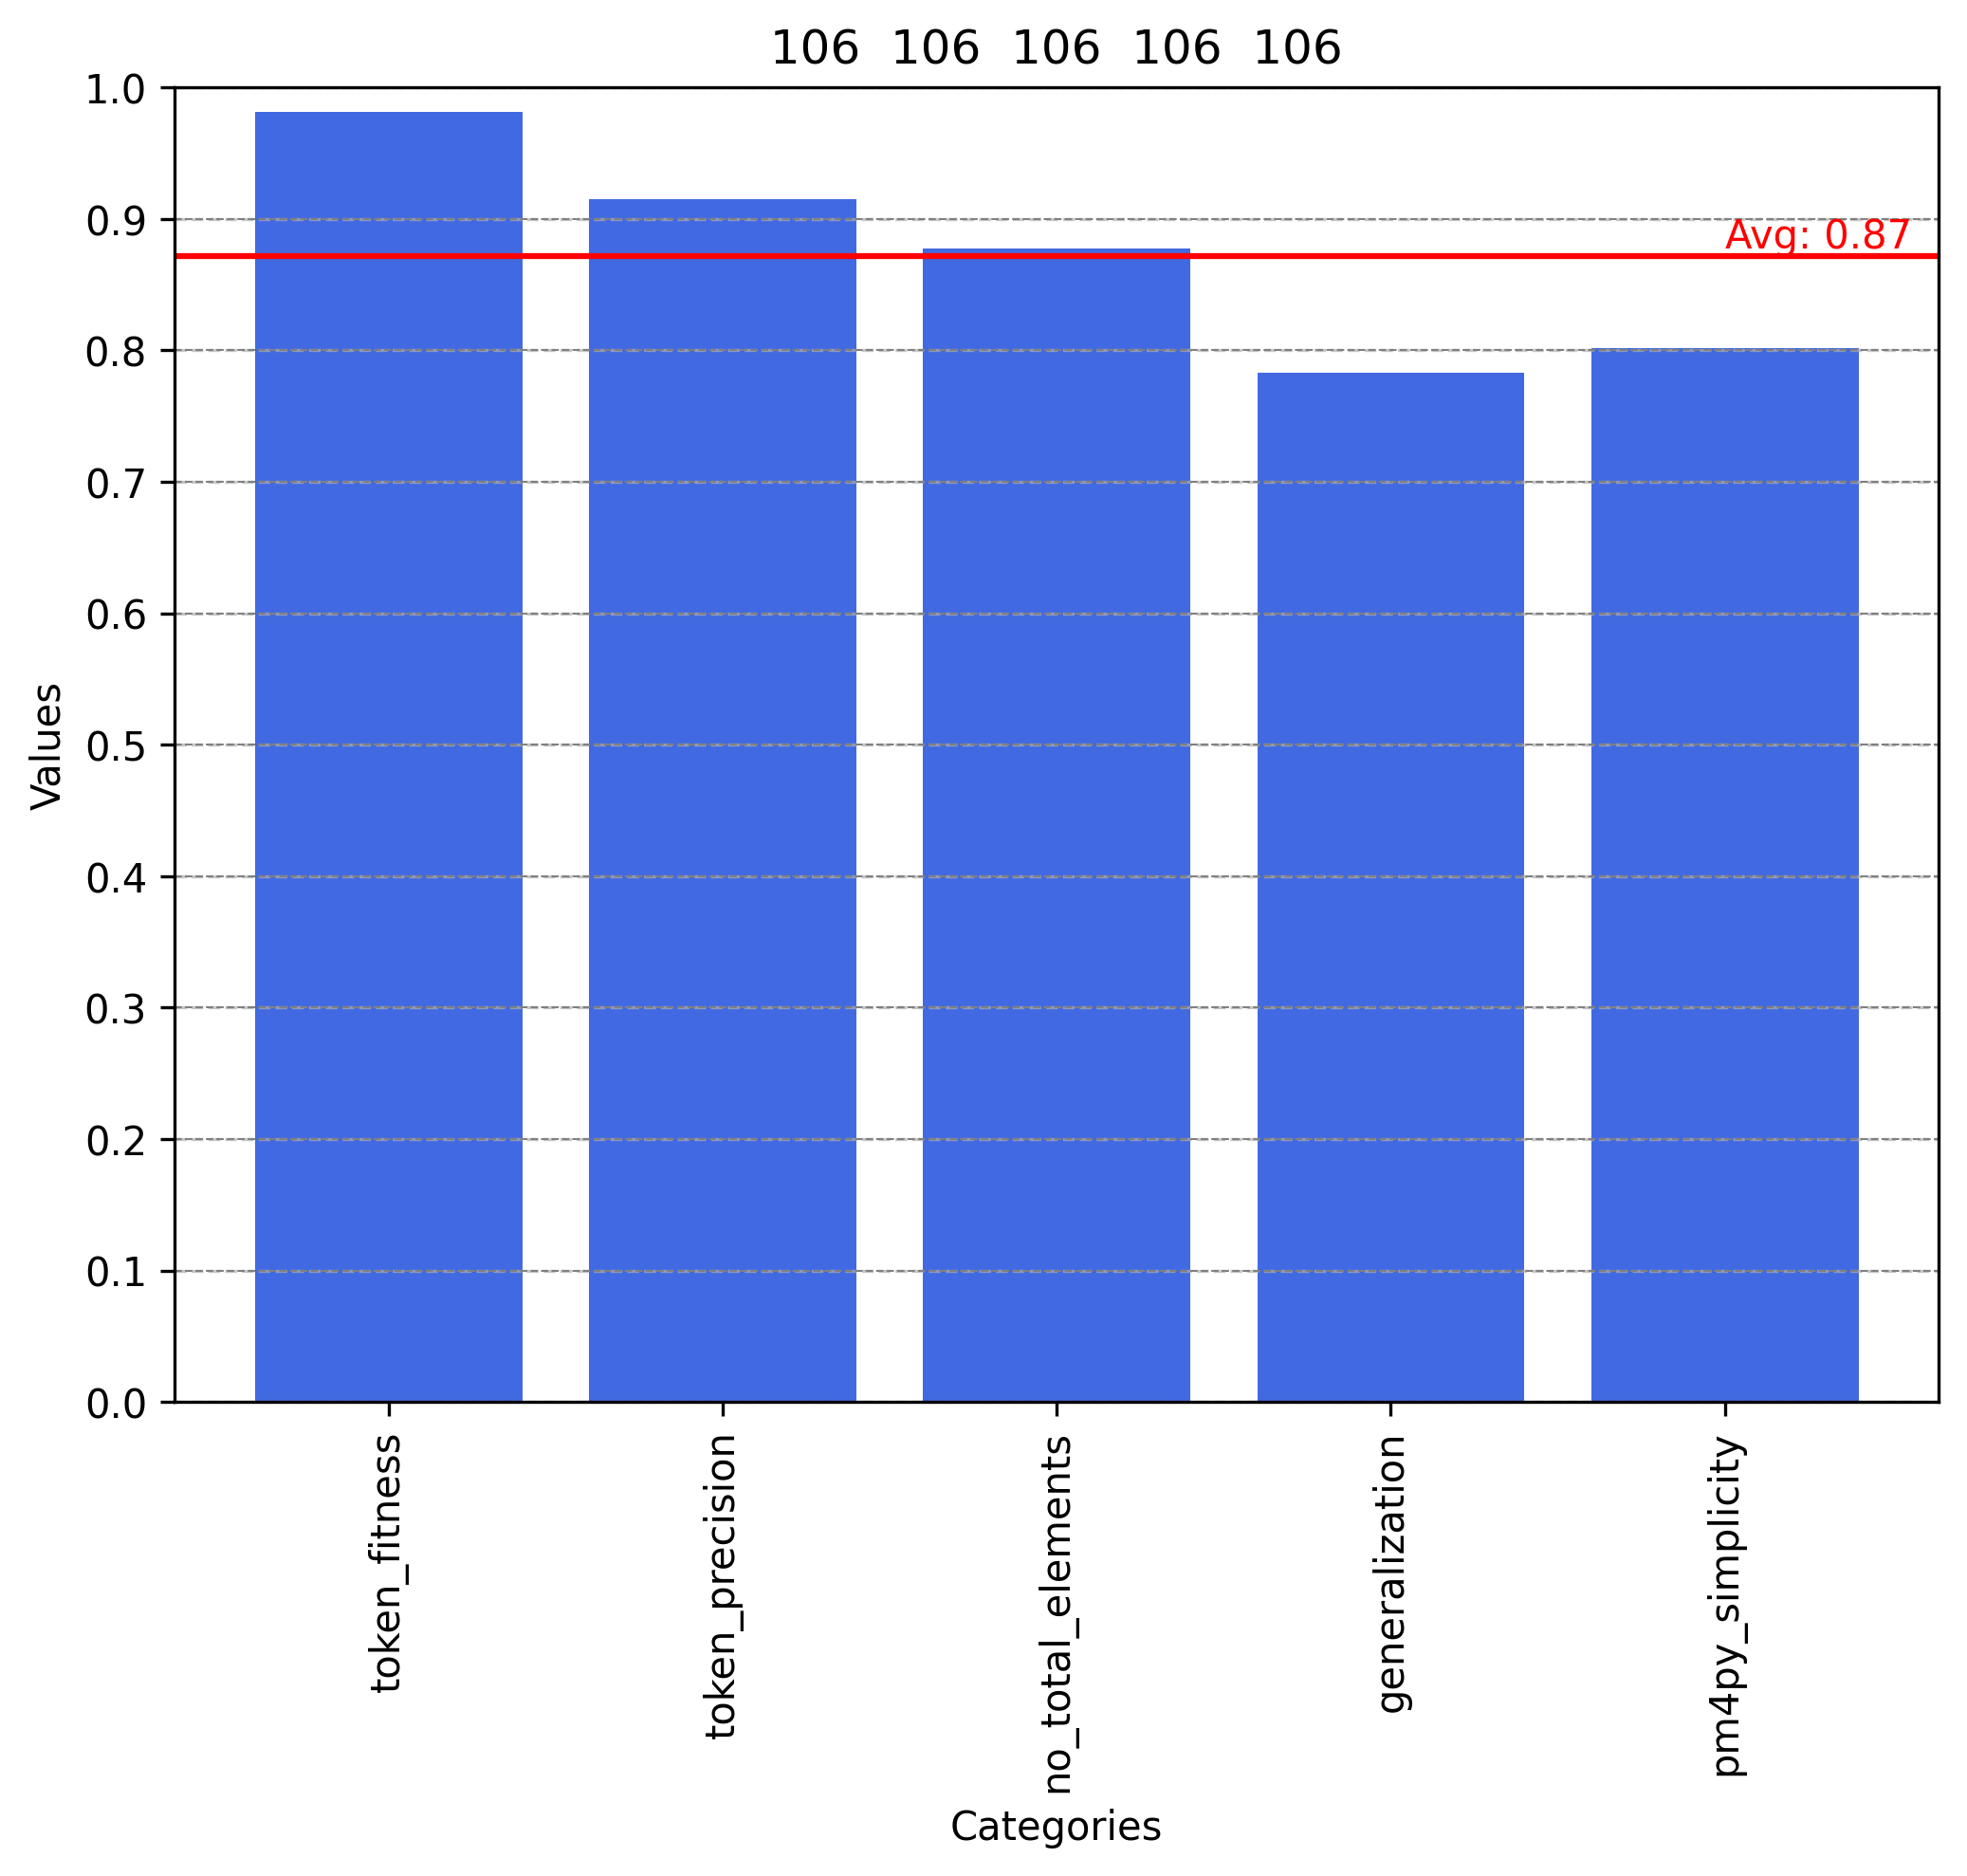 106 106 106 106 106
1.0
0.9
0.8
0.7
0.6
0.5
0.4
0.3
0.2
0.1
0.0
Values
Avg: 0.87
token_fitness
token_precision
no_total_elements
generalization
pm4py_simplicity
Categories